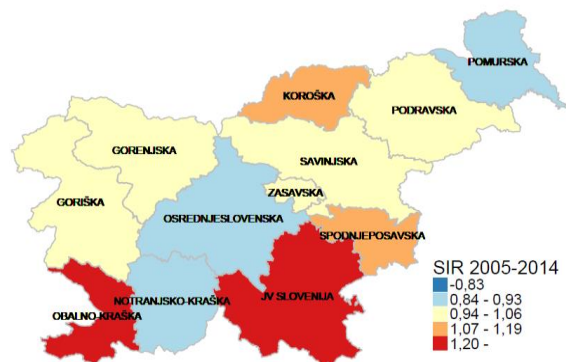 POMURSKA
KOROŠKA
PODRAVSKA
GORENJSKA
SAVINJSKA
ZASAVSKA
GORIŠKA
OSREDNJESLOVENSKA
SPODNJEPOSAVSKA
NOTRANJSKO-KRAŠKA
JV SLOVENIJA
OBALNO-KRAŠKA
SIR 2005-2014
-0,83
0,84 - 0,93
0,94 - 1,06
1,07 - 1,19
1,20 -